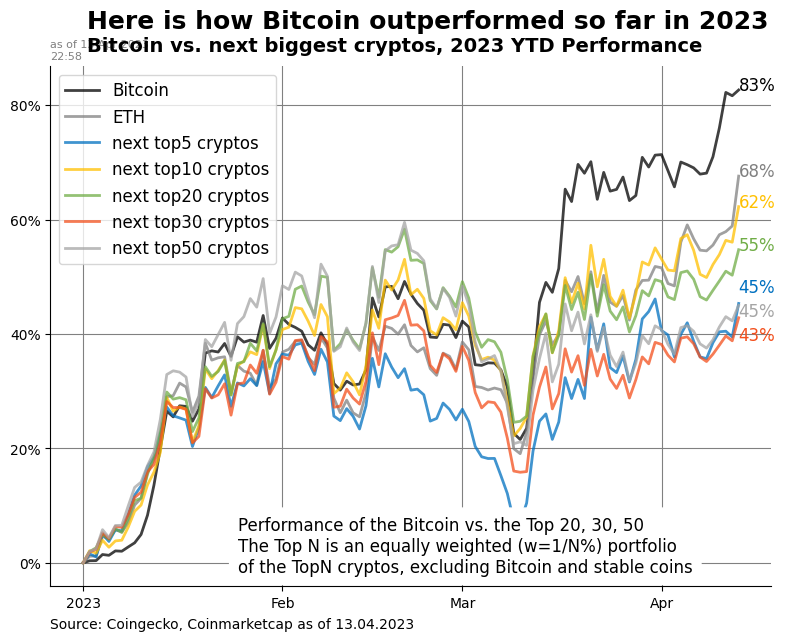 Here is how Bitcoin outperformed so far in 2023
Bitcoin vs. next biggest cryptos, 2023 YTD Performance
as of
22:58
Bitcoin
ETH
next top5 cryptos
next top10 cryptos
next top20 cryptos
next top30 cryptos
next top50 cryptos
80%
60%
40%
20%
0%
83%
68%
62%
55%
45%
45%
43%
Performance of the Bitcoin vs. the Top 20, 30, 50
The Top N is an equally weighted (w=1/N%) portfolio
of the TopN cryptos, excluding Bitcoin and stable coins
2023
Feb
Mar
Apr
Source: Coingecko, Coinmarketcap as of 13.04.2023